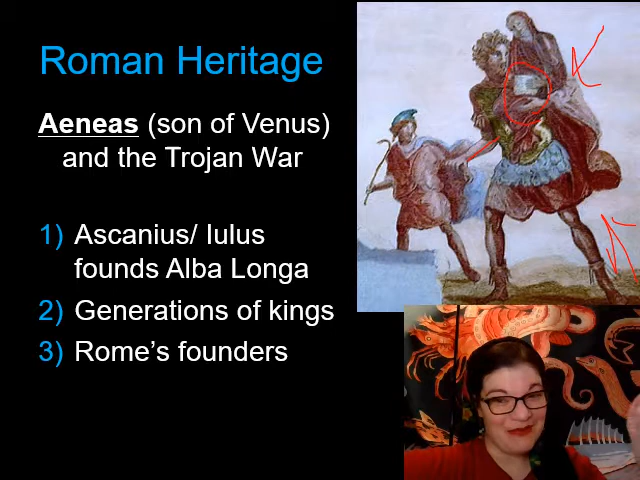 Roman Heritage
Aeneas (son of Venus)
and the Trojan War
1) Ascanius/ Iulus
founds Alba Longa
2) Generations of kings
3) Rome's founders